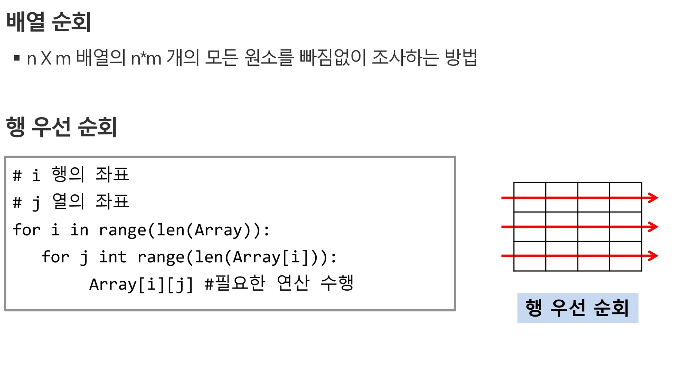 배열 순회
▪ n X m 배열의 n*m 개의 모든 원소를 빠짐없이 조사하는 방법
행 우선 순회
# i 행의 좌표
# j 열의 좌표
for i in range(len(Array)):
for j int range(len(Array[i])):
Array[i][j] #필요한 연산 수행
행 우선 순회